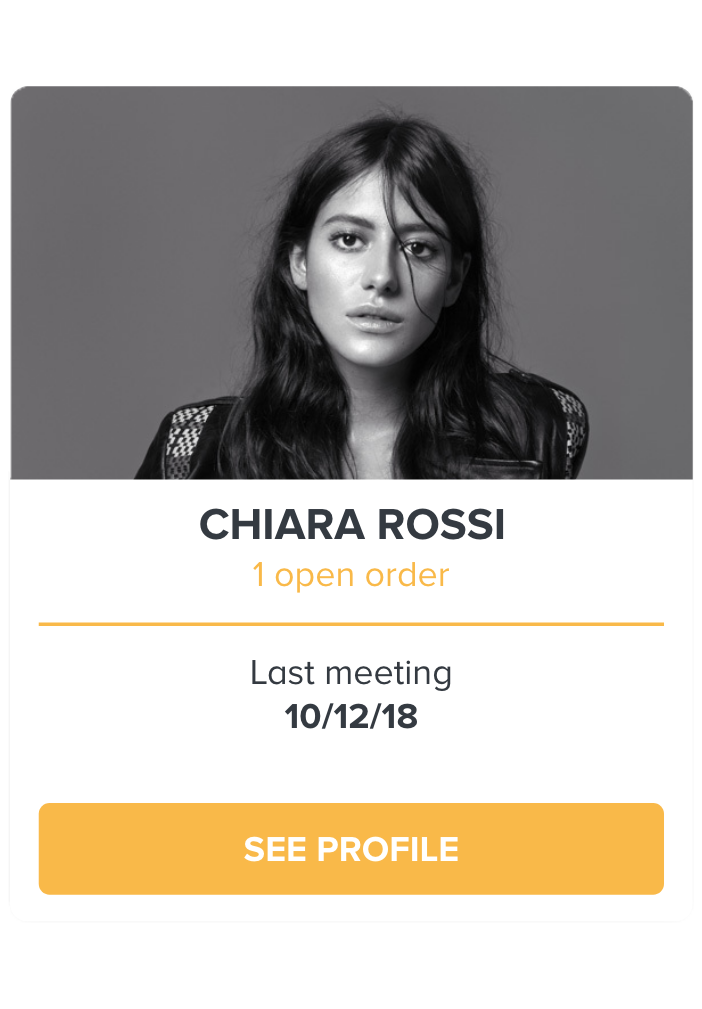 CHIARA ROSSI
1 open order
Last meeting
10/12/18
SEE PROFILE